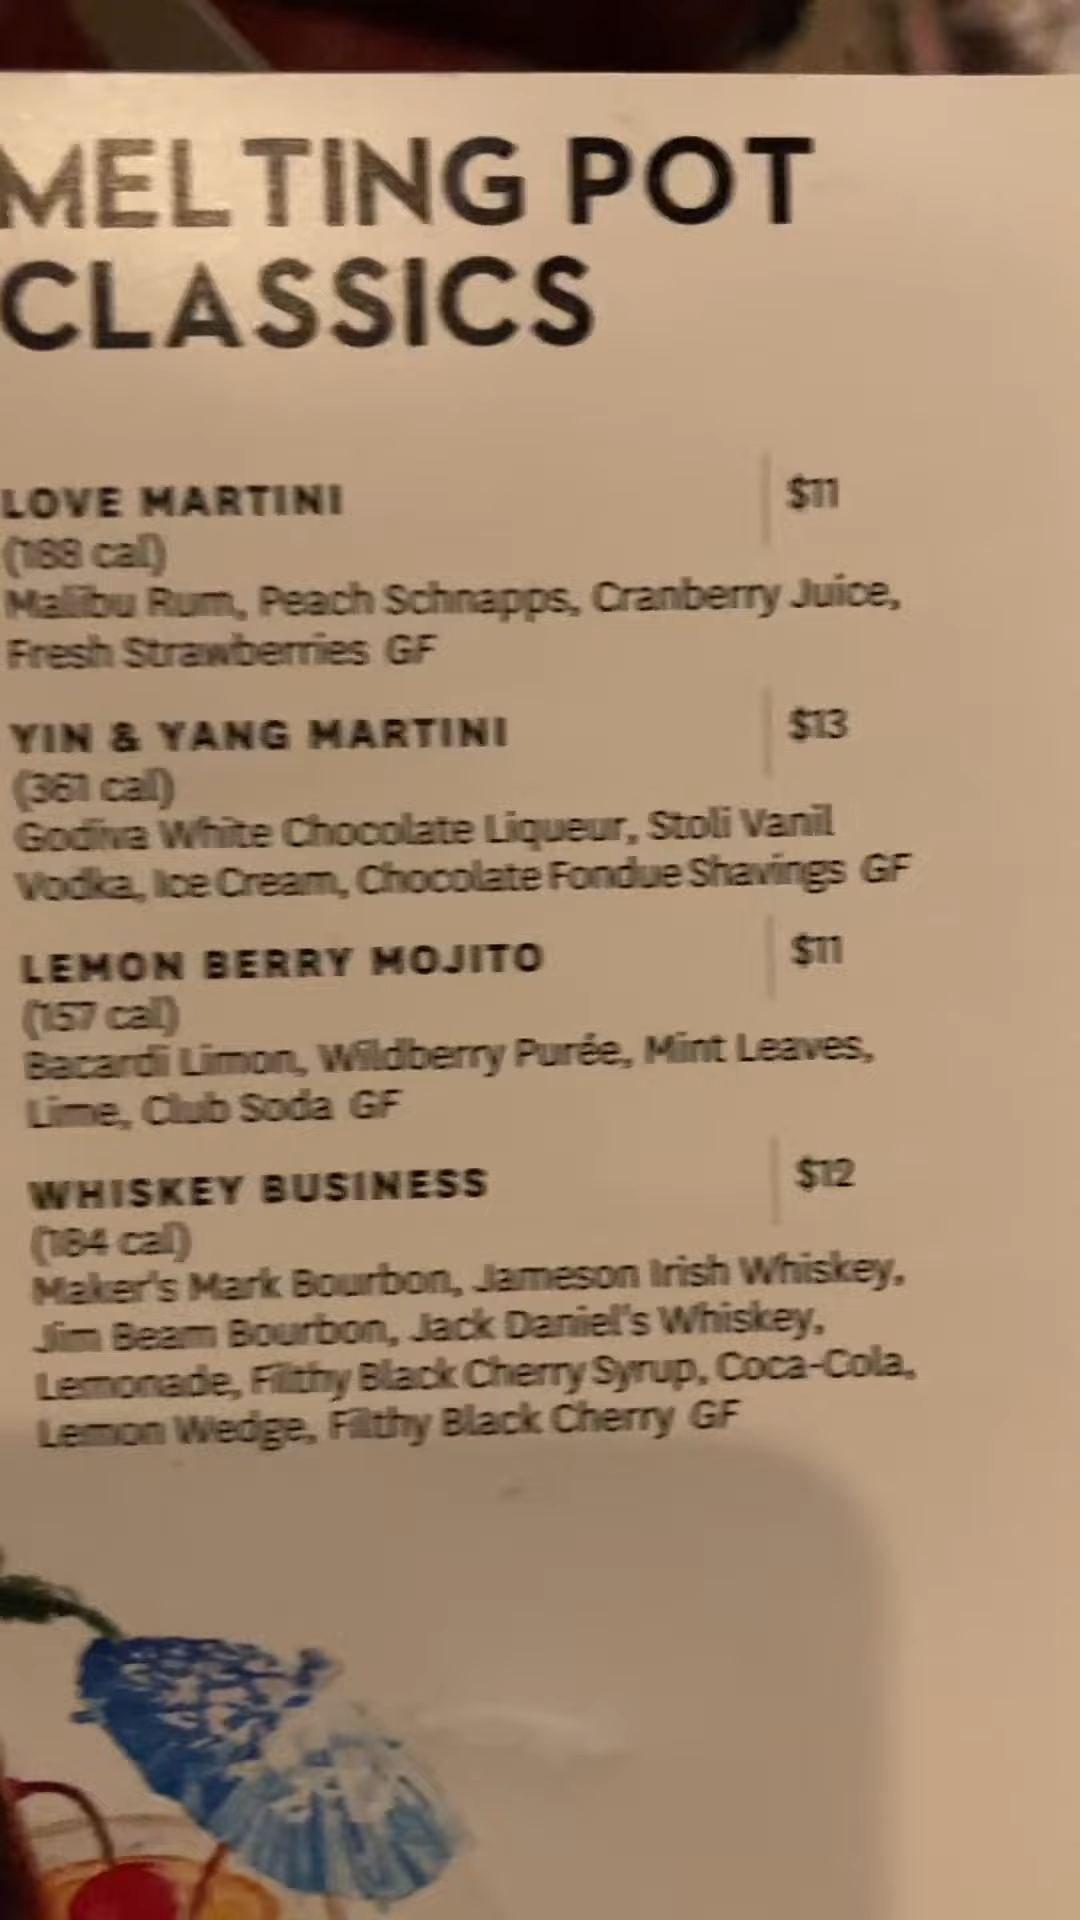 MELTING POT
CLASSICS
LOVE MARTINI $11
(188 cal)
Malibu Rum, Peach Schnapps, Cranberry Juice,
Fresh Strawberries GF
YIN & YANG MARTINI $13
(361 cal)
Godiva White Chocolate Liqueur, Stoli Vanil
Vodka, Ice Cream, Chocolate Fondue Shavings GF
LEMON BERRY MOJITO $11
(157 cal)
Bacardi Limon, Wildberry Purée, Mint Leaves,
Lime, Club Soda GF
WHISKEY BUSINESS $12
(184 cal)
Maker's Mark Bourbon, Jameson Irish Whiskey,
Jim Beam Bourbon, Jack Daniel's Whiskey,
Lemonade, Filthy Black Cherry Syrup, Coca-Cola,
Lemon Wedge, Filthy Black Cherry GF